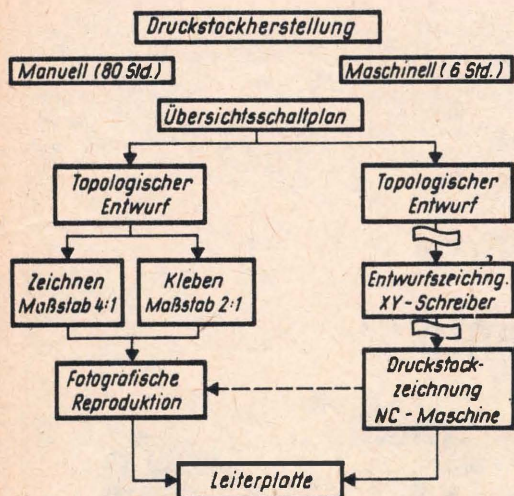 Druckstockherstellung
Manuell (80 Std.)
Maschinell (6 Std.)
Übersichtsschaltplan
Topologischer
Entwurf
Topologischer
Entwurf
Zeichnen
Maßstab 4:1
Kleben
Maßstab 2:1
Entwurfszeichng.
XY-Schreiber
Fotografische
Reproduktion
Druckstock-
zeichnung
NC-Maschine
Leiterplatte